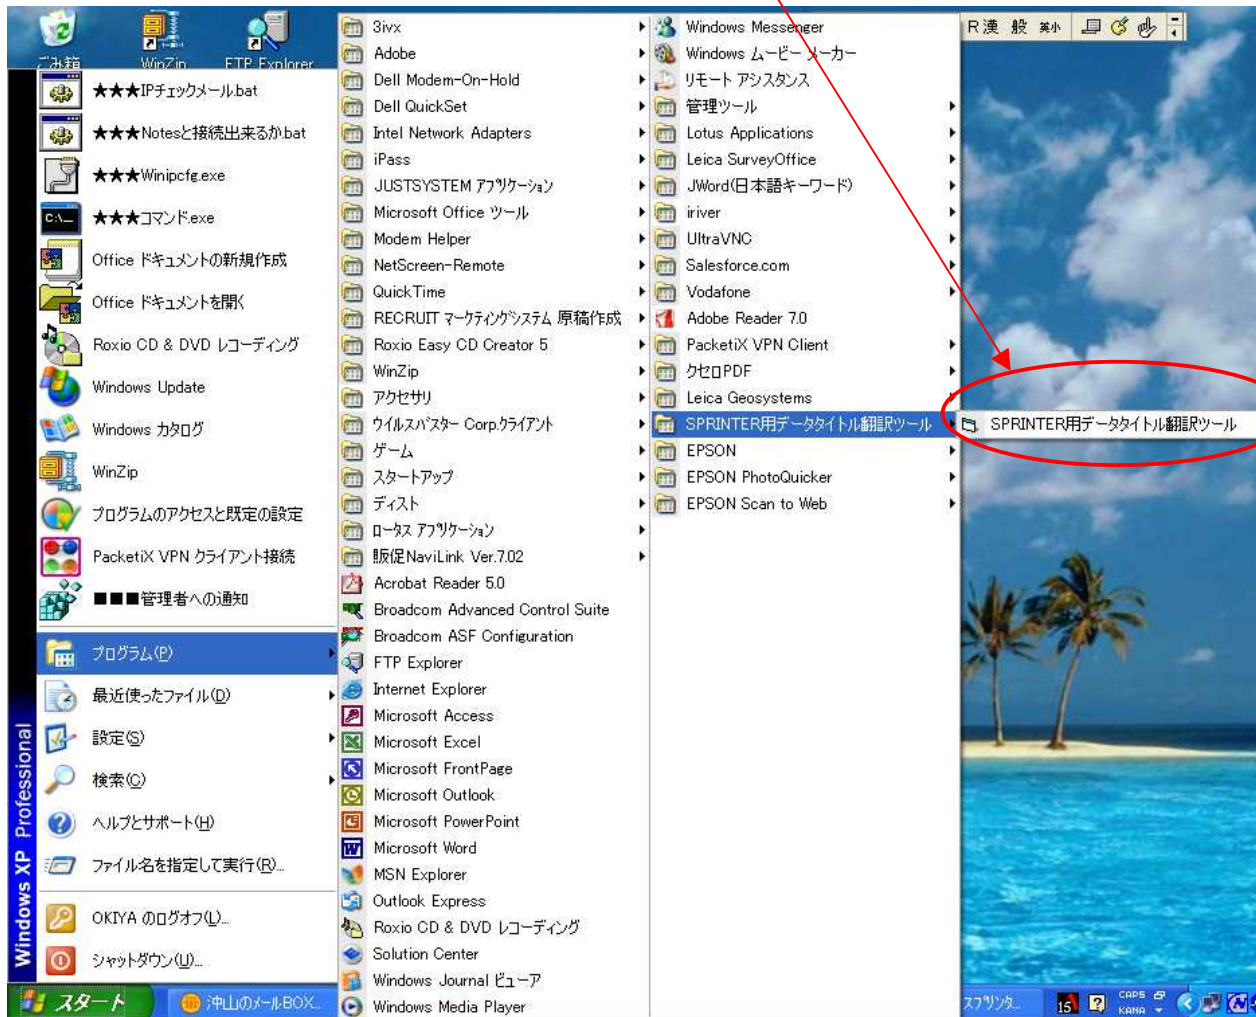 ごみ箱
WinZip
FTP Explorer
R漢 般 英小
★★★IPチェックメール.bat
★★★Notesと接続出来るか.bat
★★★Winipcfg.exe
★★★コマンド.exe
Office ドキュメントの新規作成
Office ドキュメントを開く
Roxio CD & DVD レコーディング
Windows Update
Windows カタログ
WinZip
プログラムのアクセスと既定の設定
PacketiX VPN クライアント接続
■■■管理者への通知
プログラム(P)
最近使ったファイル(D)
設定(S)
検索(C)
ヘルプとサポート(H)
ファイル名を指定して実行(R)...
OKIYA のログオフ(L)...
シャットダウン(U)...
Windows XP Professional
3ivx
Adobe
Dell Modem-On-Hold
Dell QuickSet
Intel Network Adapters
iPass
JUSTSYSTEM アプリケーション
Microsoft Office ツール
Modem Helper
NetScreen-Remote
QuickTime
RECRUIT マーケティングシステム 原稿作成
Roxio Easy CD Creator 5
WinZip
アクセサリ
ウイルスバスター Corp.クライアント
ゲーム
スタートアップ
ディスト
ロータス アプリケーション
販促NaviLink Ver.7.02
Acrobat Reader 5.0
Broadcom Advanced Control Suite
Broadcom ASF Configuration
FTP Explorer
Internet Explorer
Microsoft Access
Microsoft Excel
Microsoft FrontPage
Microsoft Outlook
Microsoft PowerPoint
Microsoft Word
MSN Explorer
Outlook Express
Roxio CD & DVD レコーディング
Solution Center
Windows Journal ビューア
Windows Media Player
Windows Messenger
Windows ムービー メーカー
リモート アシスタンス
管理ツール
Lotus Applications
Leica SurveyOffice
JWord(日本語キーワード)
iriver
UltraVNC
Salesforce.com
Vodafone
Adobe Reader 7.0
PacketiX VPN Client
クセロPDF
Leica Geosystems
SPRINTER用データタイトル翻訳ツール
EPSON
EPSON PhotoQuicker
EPSON Scan to Web
SPRINTER用データタイトル翻訳ツール
スタート
沖山のメールBOX...
スプリンタ...
15
CAPS
KANA